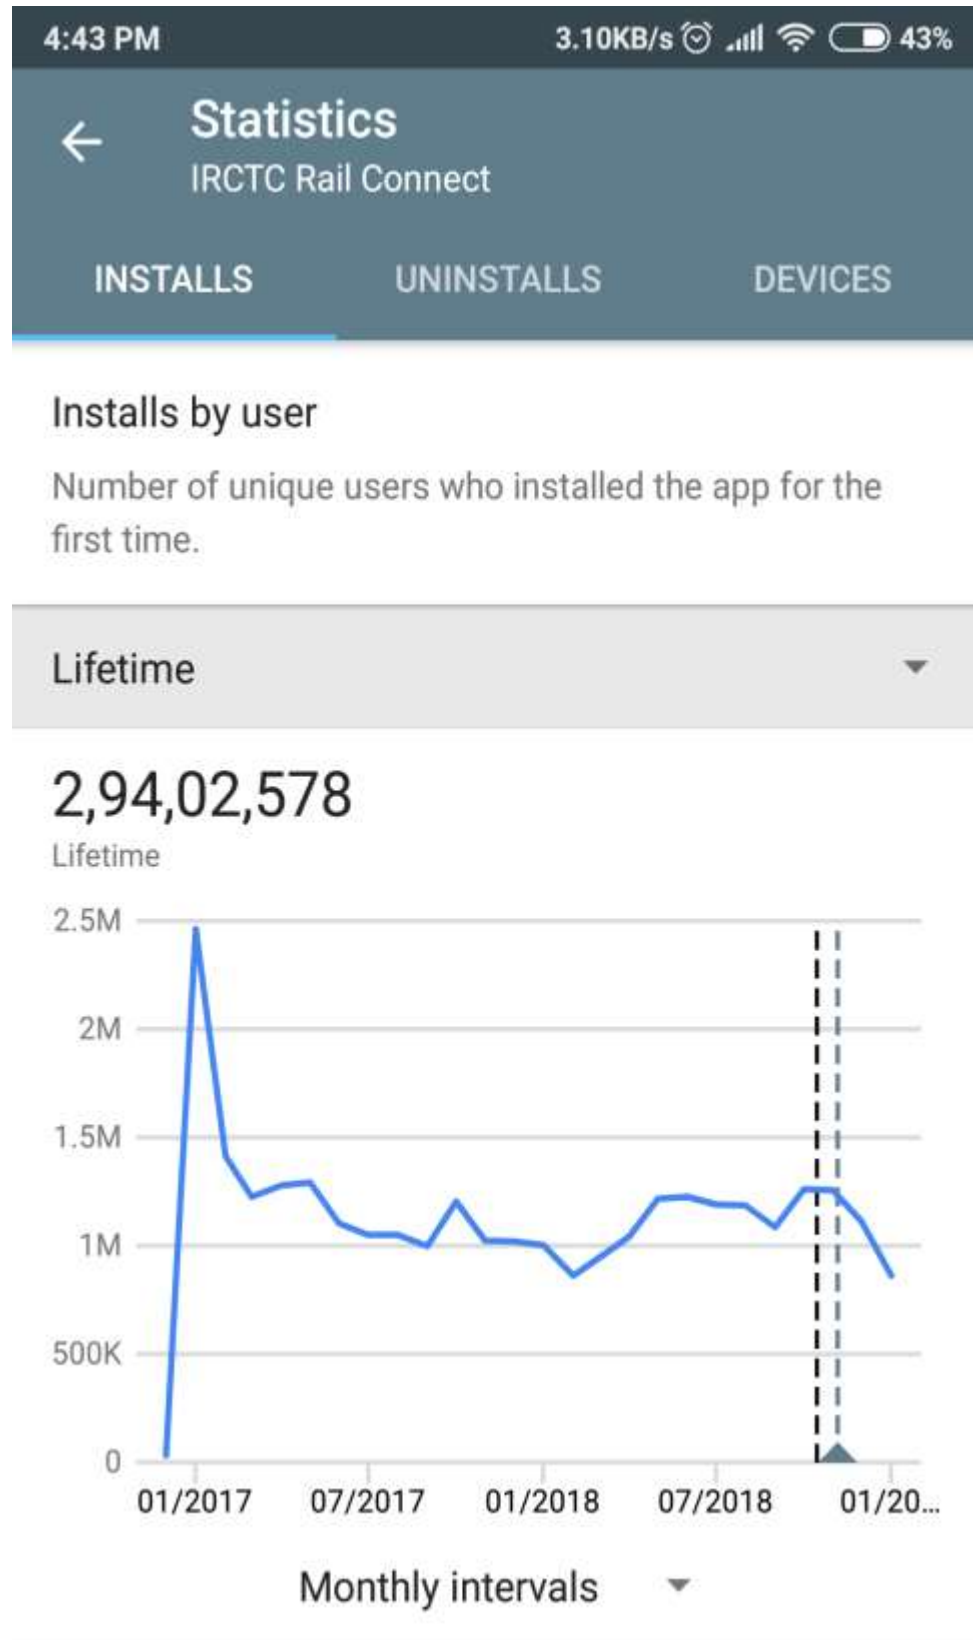 4:43 PM 3.10KB/s 43%
Statistics
IRCTC Rail Connect
INSTALLS UNINSTALLS DEVICES
Installs by user
Number of unique users who installed the app for the
first time.
Lifetime
2,94,02,578
Lifetime
2.5M
2M
1.5M
1M
500K
0
01/2017 07/2017 01/2018 07/2018 01/20...
Monthly intervals